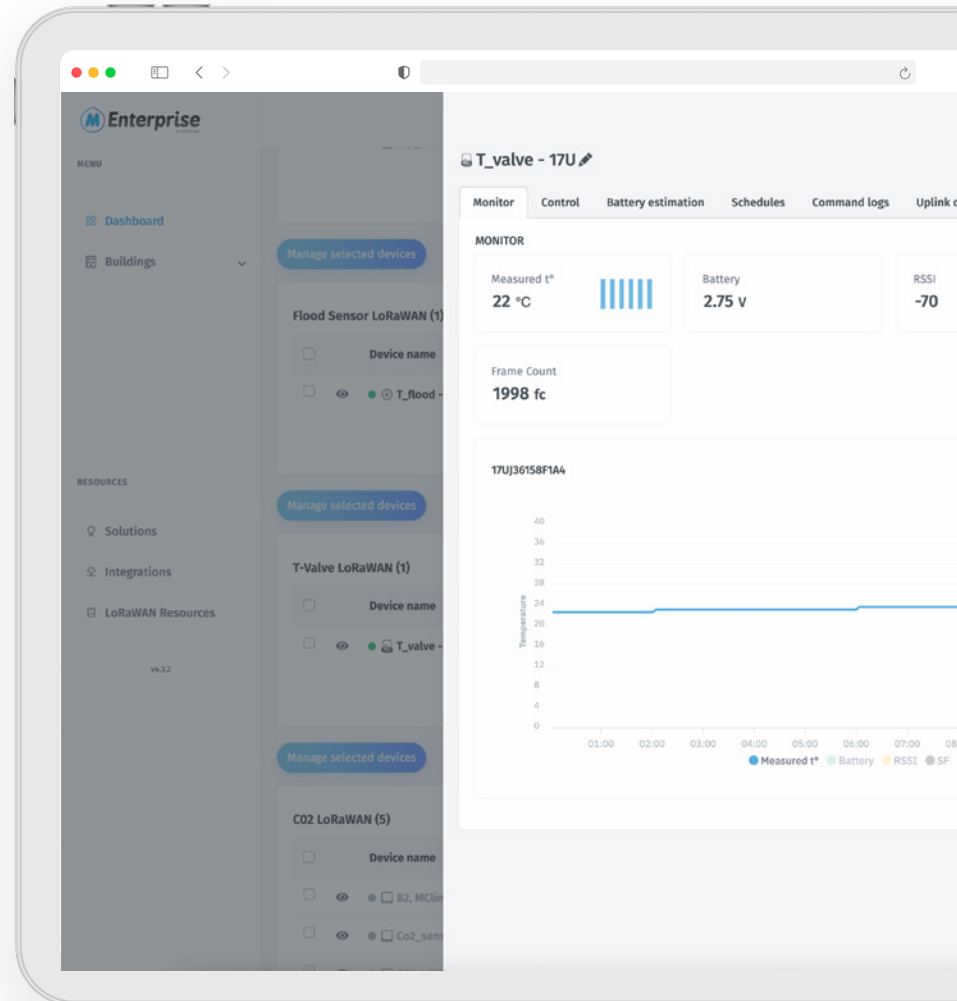 Enterprise
MENU
Dashboard
Buildings
RESOURCES
Solutions
Integrations
LoRaWAN Resources
v4.3.2
Manage selected devices
Flood Sensor LoRaWAN (1)
Device name
T_flood -
Manage selected devices
T-Valve LoRaWAN (1)
Device name
T_valve -
Manage selected devices
C02 LoRaWAN (5)
Device name
B2, MClin
Co2_sens
T_valve - 17U
Monitor Control Battery estimation Schedules Command logs Uplink
MONITOR
Measured t°
22 °C
Battery
2.75 V
RSSI
-70
Frame Count
1998 fc
17UJ36158F1A4
Temperature
40
36
32
28
24
20
16
12
8
4
0
01:00 02:00 03:00 04:00 05:00 06:00 07:00 08
Measured t° Battery RSSI SF